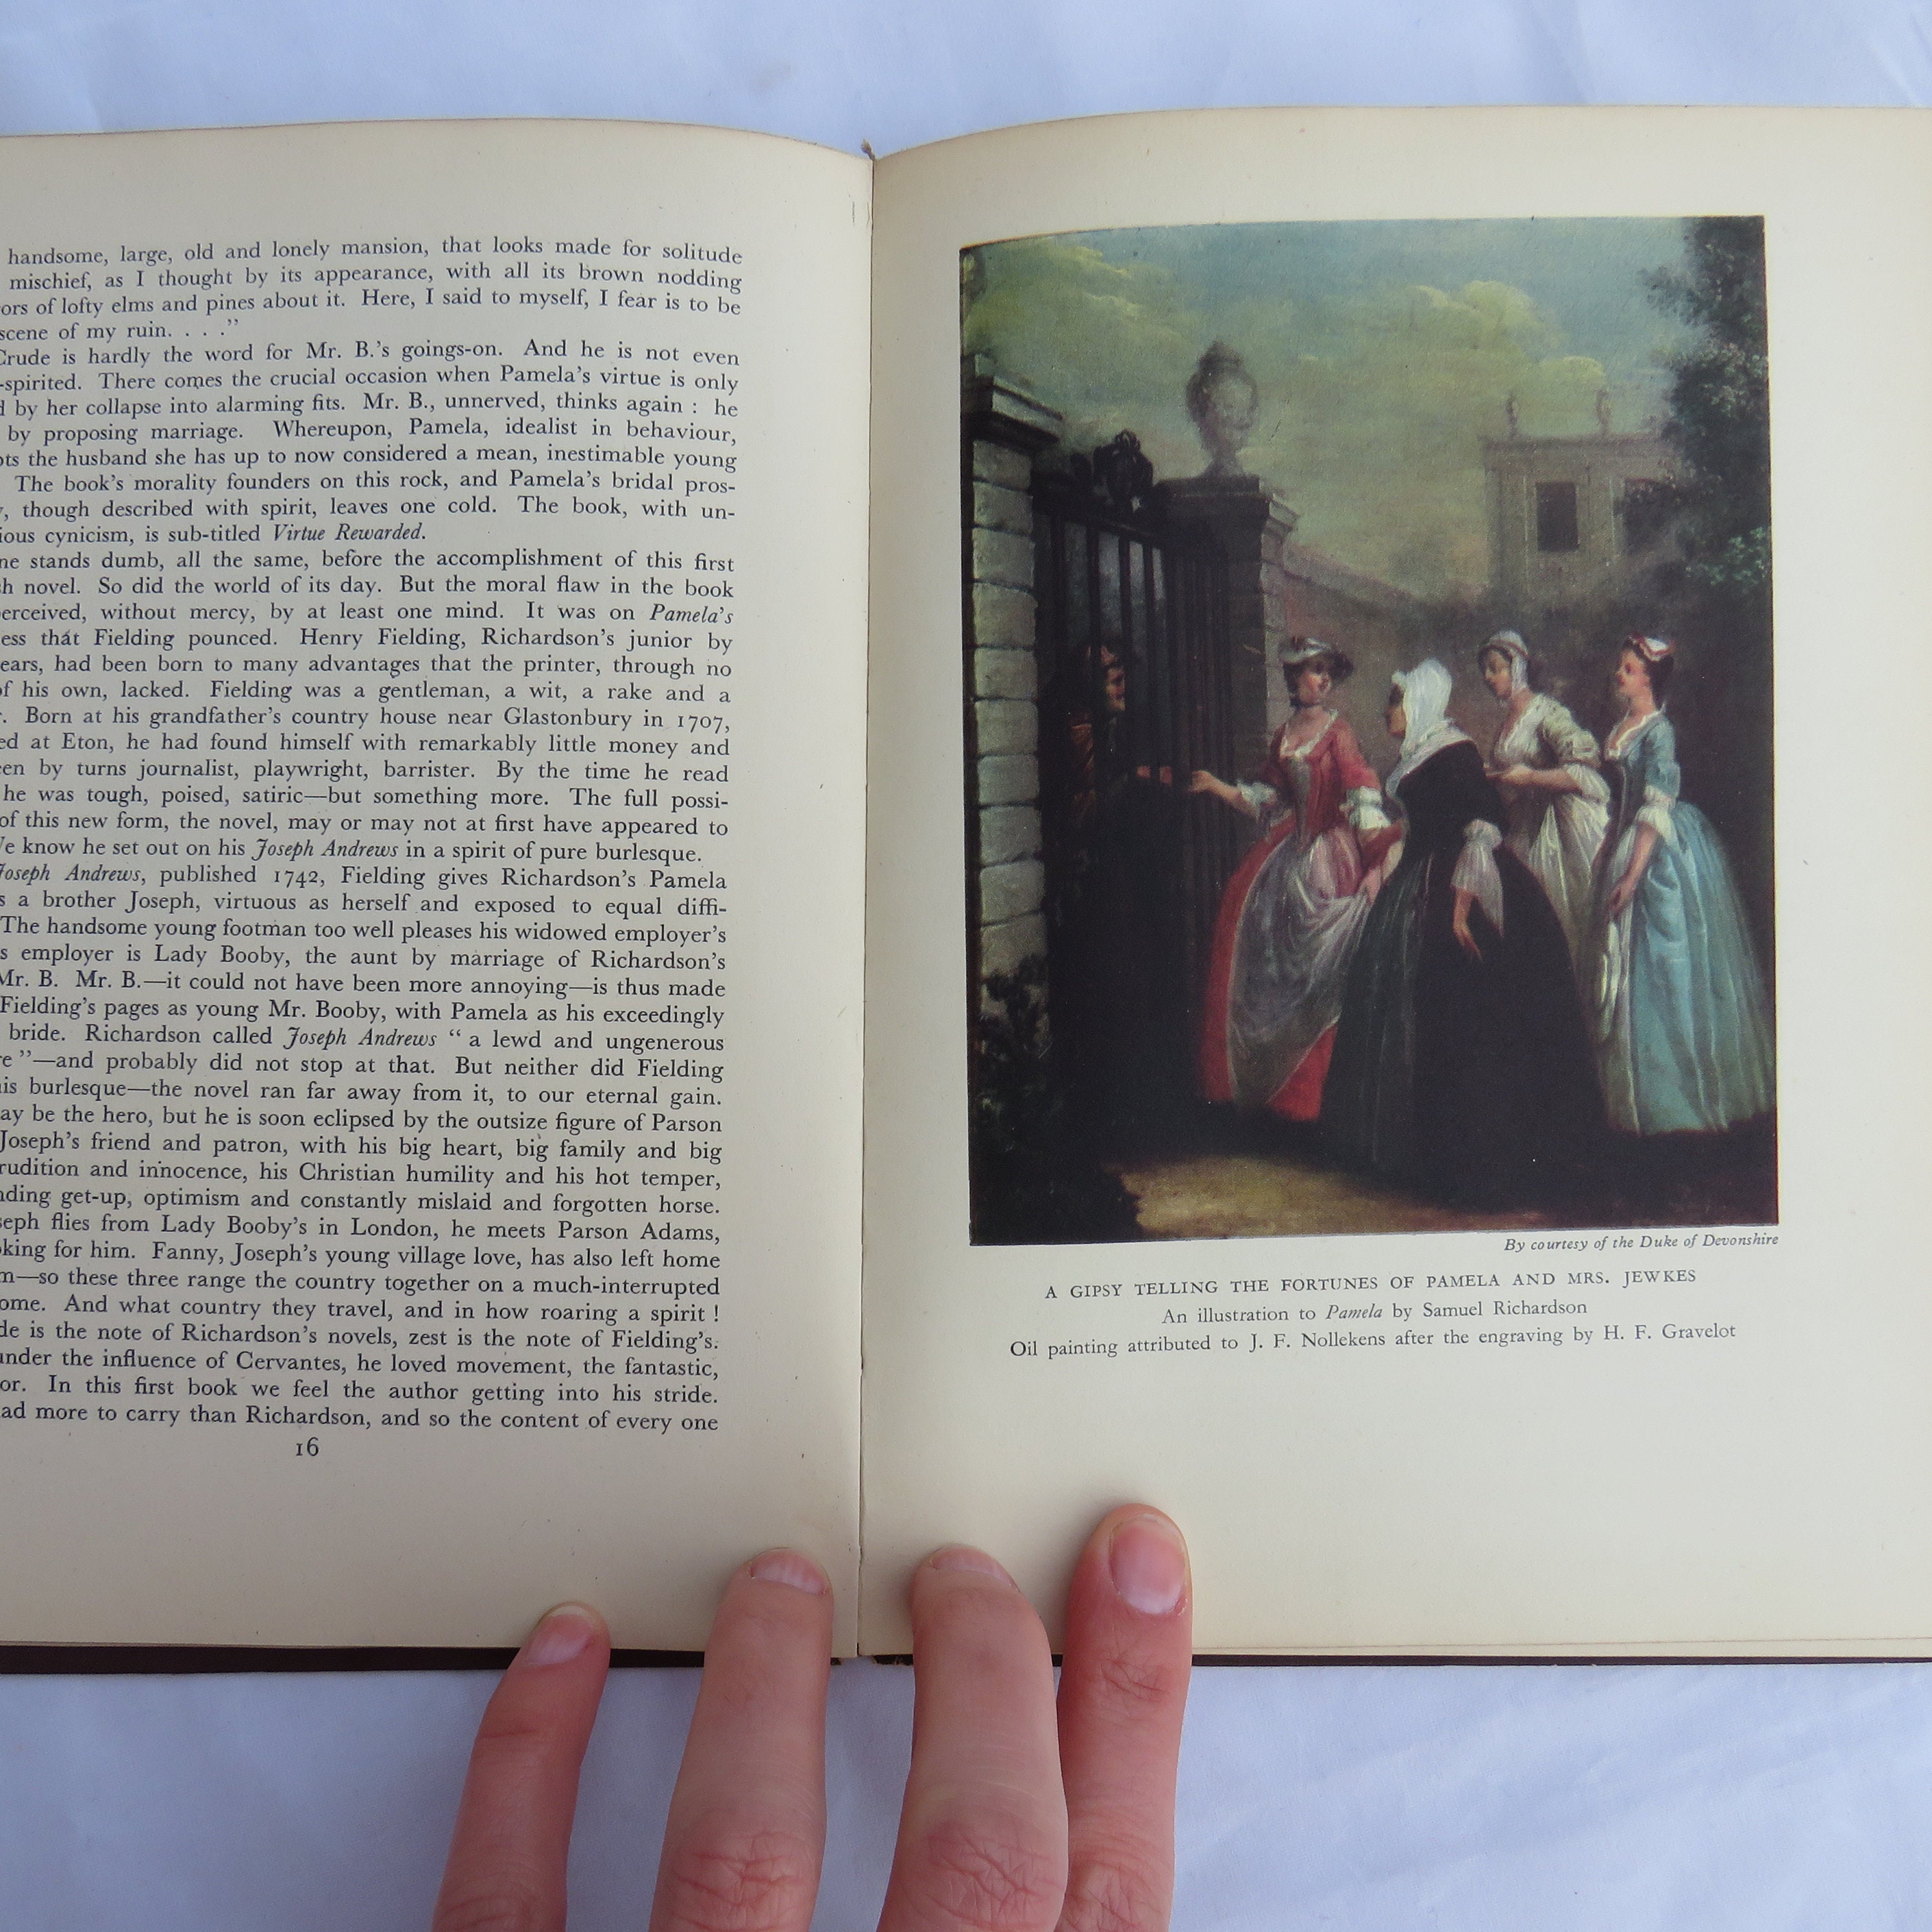 handsome, large, old and lonely mansion, that looks made for solitude
mischief, as I thought by its appearance, with all its brown nodding
ors of lofty elms and pines about it. Here, I said to myself, I fear is to be
scene of my ruin. . . .”
Crude is hardly the word for Mr. B.’s goings-on. And he is not even
-spirited. There comes the crucial occasion when Pamela’s virtue is only
d by her collapse into alarming fits. Mr. B., unnerved, thinks again : he
by proposing marriage. Whereupon, Pamela, idealist in behaviour,
ots the husband she has up to now considered a mean, inestimable young
The book’s morality founders on this rock, and Pamela’s bridal pros-
, though described with spirit, leaves one cold. The book, with un-
ious cynicism, is sub-titled Virtue Rewarded.
ne stands dumb, all the same, before the accomplishment of this first
h novel. So did the world of its day. But the moral flaw in the book
erceived, without mercy, by at least one mind. It was on Pamela’s
ess that Fielding pounced. Henry Fielding, Richardson’s junior by
ears, had been born to many advantages that the printer, through no
of his own, lacked. Fielding was a gentleman, a wit, a rake and a
r. Born at his grandfather’s country house near Glastonbury in 1707,
ed at Eton, he had found himself with remarkably little money and
een by turns journalist, playwright, barrister. By the time he read
he was tough, poised, satiric—but something more. The full possi-
of this new form, the novel, may or may not at first have appeared to
We know he set out on his Joseph Andrews in a spirit of pure burlesque.
Joseph Andrews, published 1742, Fielding gives Richardson’s Pamela
s a brother Joseph, virtuous as herself and exposed to equal diffi-
The handsome young footman too well pleases his widowed employer’s
s employer is Lady Booby, the aunt by marriage of Richardson’s
Mr. B. Mr. B.—it could not have been more annoying—is thus made
Fielding’s pages as young Mr. Booby, with Pamela as his exceedingly
bride. Richardson called Joseph Andrews “ a lewd and ungenerous
re ”—and probably did not stop at that. But neither did Fielding
his burlesque—the novel ran far away from it, to our eternal gain.
ay be the hero, but he is soon eclipsed by the outsize figure of Parson
Joseph’s friend and patron, with his big heart, big family and big
rudition and innocence, his Christian humility and his hot temper,
nding get-up, optimism and constantly mislaid and forgotten horse.
seph flies from Lady Booby’s in London, he meets Parson Adams,
oking for him. Fanny, Joseph’s young village love, has also left home
m—so these three range the country together on a much-interrupted
ome. And what country they travel, and in how roaring a spirit !
de is the note of Richardson’s novels, zest is the note of Fielding’s.
under the influence of Cervantes, he loved movement, the fantastic,
or. In this first book we feel the author getting into his stride.
ad more to carry than Richardson, and so the content of every one
16
By courtesy of the Duke of Devonshire
A GIPSY TELLING THE FORTUNES OF PAMELA AND MRS. JEWKES
An illustration to Pamela by Samuel Richardson
Oil painting attributed to J. F. Nollekens after the engraving by H. F. Gravelot